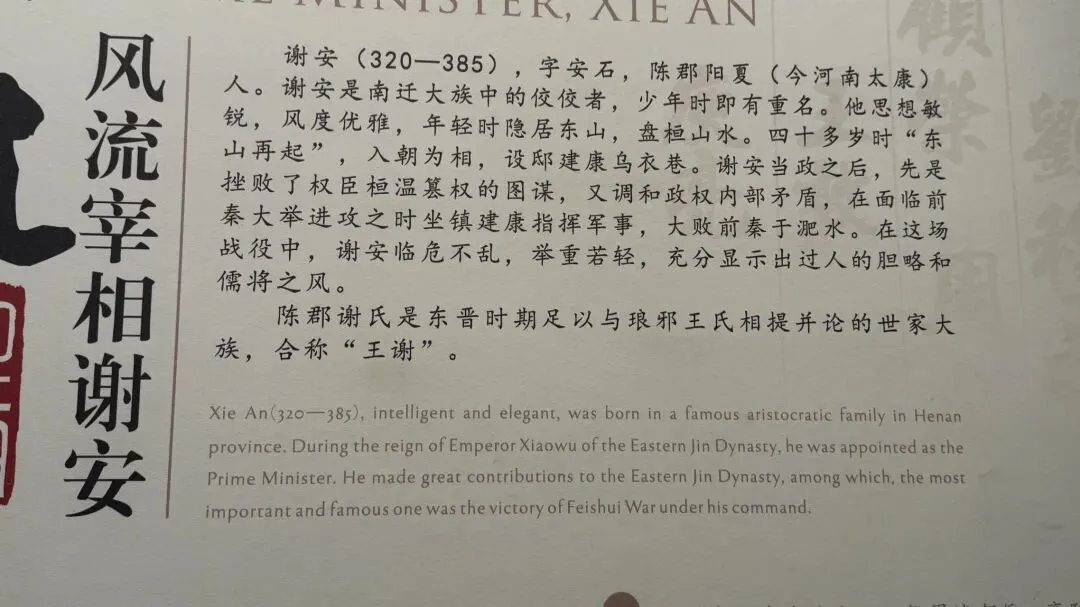 MINISTER, XIE AN
风流宰相谢安
谢安（320—385），字安石，陈郡阳夏（今河南太康）
人。谢安是南迁大族中的佼佼者，少年时即有重名。他思想敏
锐，风度优雅，年轻时隐居东山，盘桓山水。四十多岁时“东
山再起”，入朝为相，设邸建康乌衣巷。谢安当政之后，先是
挫败了权臣桓温篡权的图谋，又调和政权内部矛盾，在面临前
秦大举进攻之时坐镇建康指挥军事，大败前秦于淝水。在这场
战役中，谢安临危不乱，举重若轻，充分显示出过人的胆略和
儒将之风。
陈郡谢氏是东晋时期足以与琅邪王氏相提并论的世家大
族，合称“王谢”。
Xie An(320—385), intelligent and elegant, was born in a famous aristocratic family in Henan
province. During the reign of Emperor Xiaowu of the Eastern Jin Dynasty, he was appointed as the
Prime Minister. He made great contributions to the Eastern Jin Dynasty, among which, the most
important and famous one was the victory of Feishui War under his command.
顧榮
劉